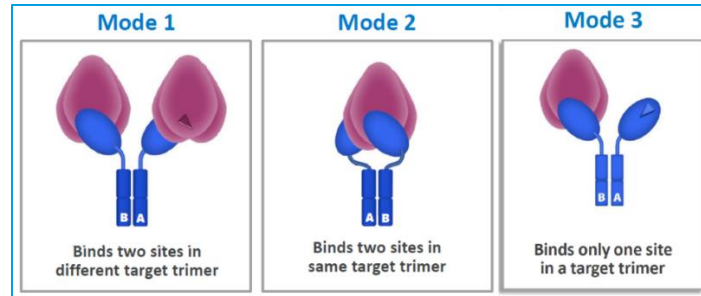 Mode 1
Mode 2
Mode 3
B A
A B
B A
Binds two sites in
different target trimer
Binds two sites in
same target trimer
Binds only one site
in a target trimer